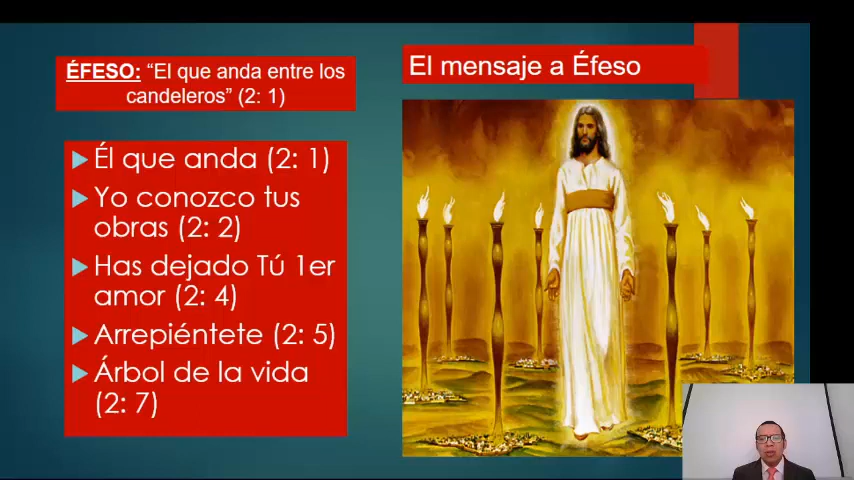 ÉFESO: “El que anda entre los
candeleros” (2: 1)
El mensaje a Éfeso
Él que anda (2: 1)
Yo conozco tus
obras (2: 2)
Has dejado Tú 1er
amor (2: 4)
Arrepiéntete (2: 5)
Árbol de la vida
(2: 7)